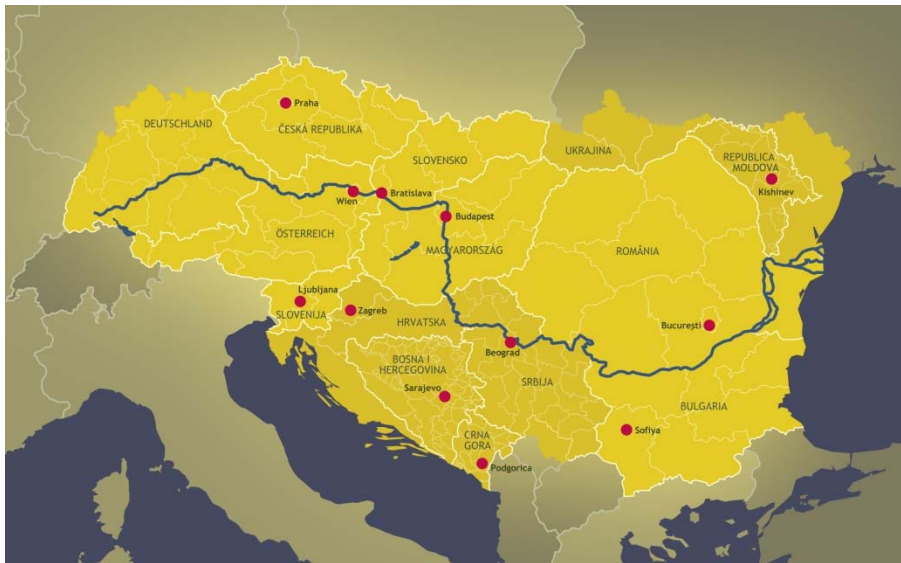 Praha
DEUTSCHLAND
ČESKÁ REPUBLIKA
UKRAJINA
SLOVENSKO
REPUBLICA
MOLDOVA
Kishinev
Wien
Bratislava
Budapest
ÖSTERREICH
MAGYARORSZÁG
ROMÂNIA
Ljubljana
SLOVENIJA
Zagreb
HRVATSKA
București
Beograd
BOSNA I
HERCEGOVINA
Sarajevo
SRBIJA
BULGARIA
CRNA
GORA
Sofiya
Podgorica